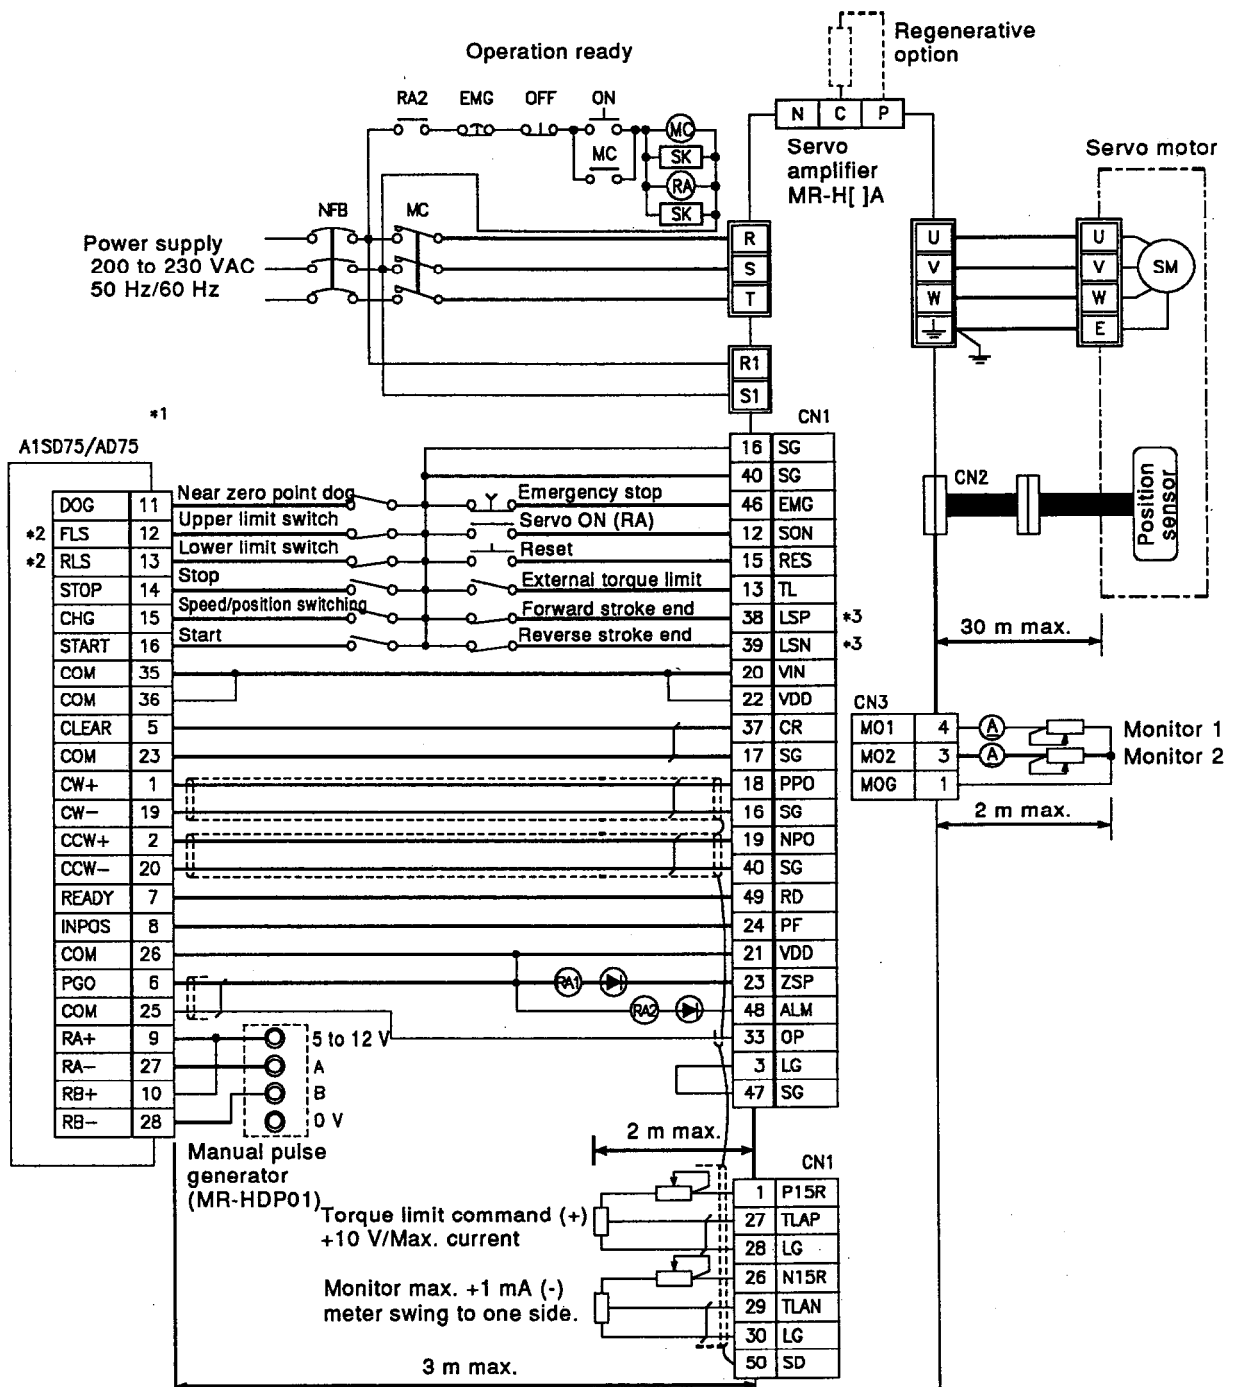 Operation ready
Regenerative
option
RA2 EMG OFF ON
MC
SK
MC
RA
SK
N C P
Servo
amplifier
MR-H[ ]A
Servo motor
NFB MC
Power supply
200 to 230 VAC
50 Hz/60 Hz
R
S
T
R1
S1
U
V
W
U
V
W
E
SM
*1
A1SD75/AD75
CN1
16 SG
40 SG
DOG 11 Near zero point dog Emergency stop 46 EMG
*2 FLS 12 Upper limit switch Servo ON (RA) 12 SON
*2 RLS 13 Lower limit switch Reset 15 RES
STOP 14 Stop External torque limit 13 TL
CHG 15 Speed/position switching Forward stroke end 38 LSP *3
START 16 Start Reverse stroke end 39 LSN *3
COM 35 20 VIN
COM 36 22 VDD
CLEAR 5 37 CR
COM 23 17 SG
CW+ 1 18 PPO
CW- 19 16 SG
CCW+ 2 19 NPO
CCW- 20 40 SG
READY 7 49 RD
INPOS 8 24 PF
COM 26 21 VDD
PGO 6 RA1 23 ZSP
COM 25 RA2 48 ALM
RA+ 9 5 to 12 V 33 OP
RA- 27 A 3 LG
RB+ 10 B 47 SG
RB- 28 0 V
Manual pulse
generator
(MR-HDP01)
CN2
Position
sensor
30 m max.
CN3
MO1 4 A Monitor 1
MO2 3 A Monitor 2
MOG 1
2 m max.
2 m max.
CN1
1 P15R
27 TLAP
28 LG
26 N15R
29 TLAN
30 LG
50 SD
Torque limit command (+)
+10 V/Max. current
Monitor max. +1 mA (-)
meter swing to one side.
3 m max.